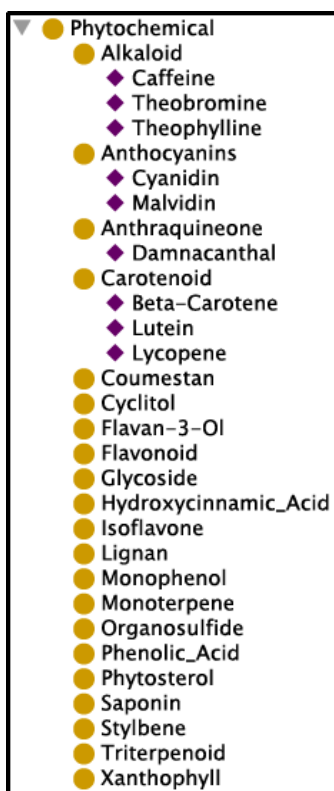 Phytochemical
Alkaloid
Caffeine
Theobromine
Theophylline
Anthocyanins
Cyanidin
Malvidin
Anthraquineone
Damnacanthal
Carotenoid
Beta-Carotene
Lutein
Lycopene
Coumestan
Cyclitol
Flavan-3-Ol
Flavonoid
Glycoside
Hydroxycinnamic_Acid
Isoflavone
Lignan
Monophenol
Monoterpene
Organosulfide
Phenolic_Acid
Phytosterol
Saponin
Stylbene
Triterpenoid
Xanthophyll